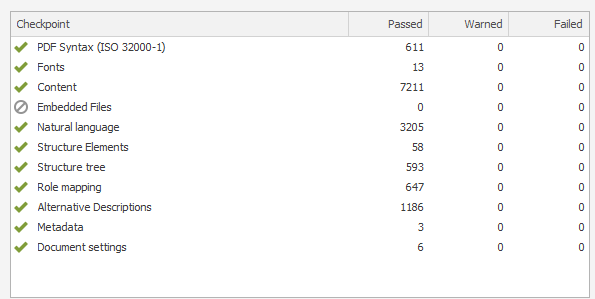 Checkpoint Passed Warned Failed
PDF Syntax (ISO 32000-1) 611 0 0
Fonts 13 0 0
Content 7211 0 0
Embedded Files 0 0 0
Natural language 3205 0 0
Structure Elements 58 0 0
Structure tree 593 0 0
Role mapping 647 0 0
Alternative Descriptions 1186 0 0
Metadata 3 0 0
Document settings 6 0 0